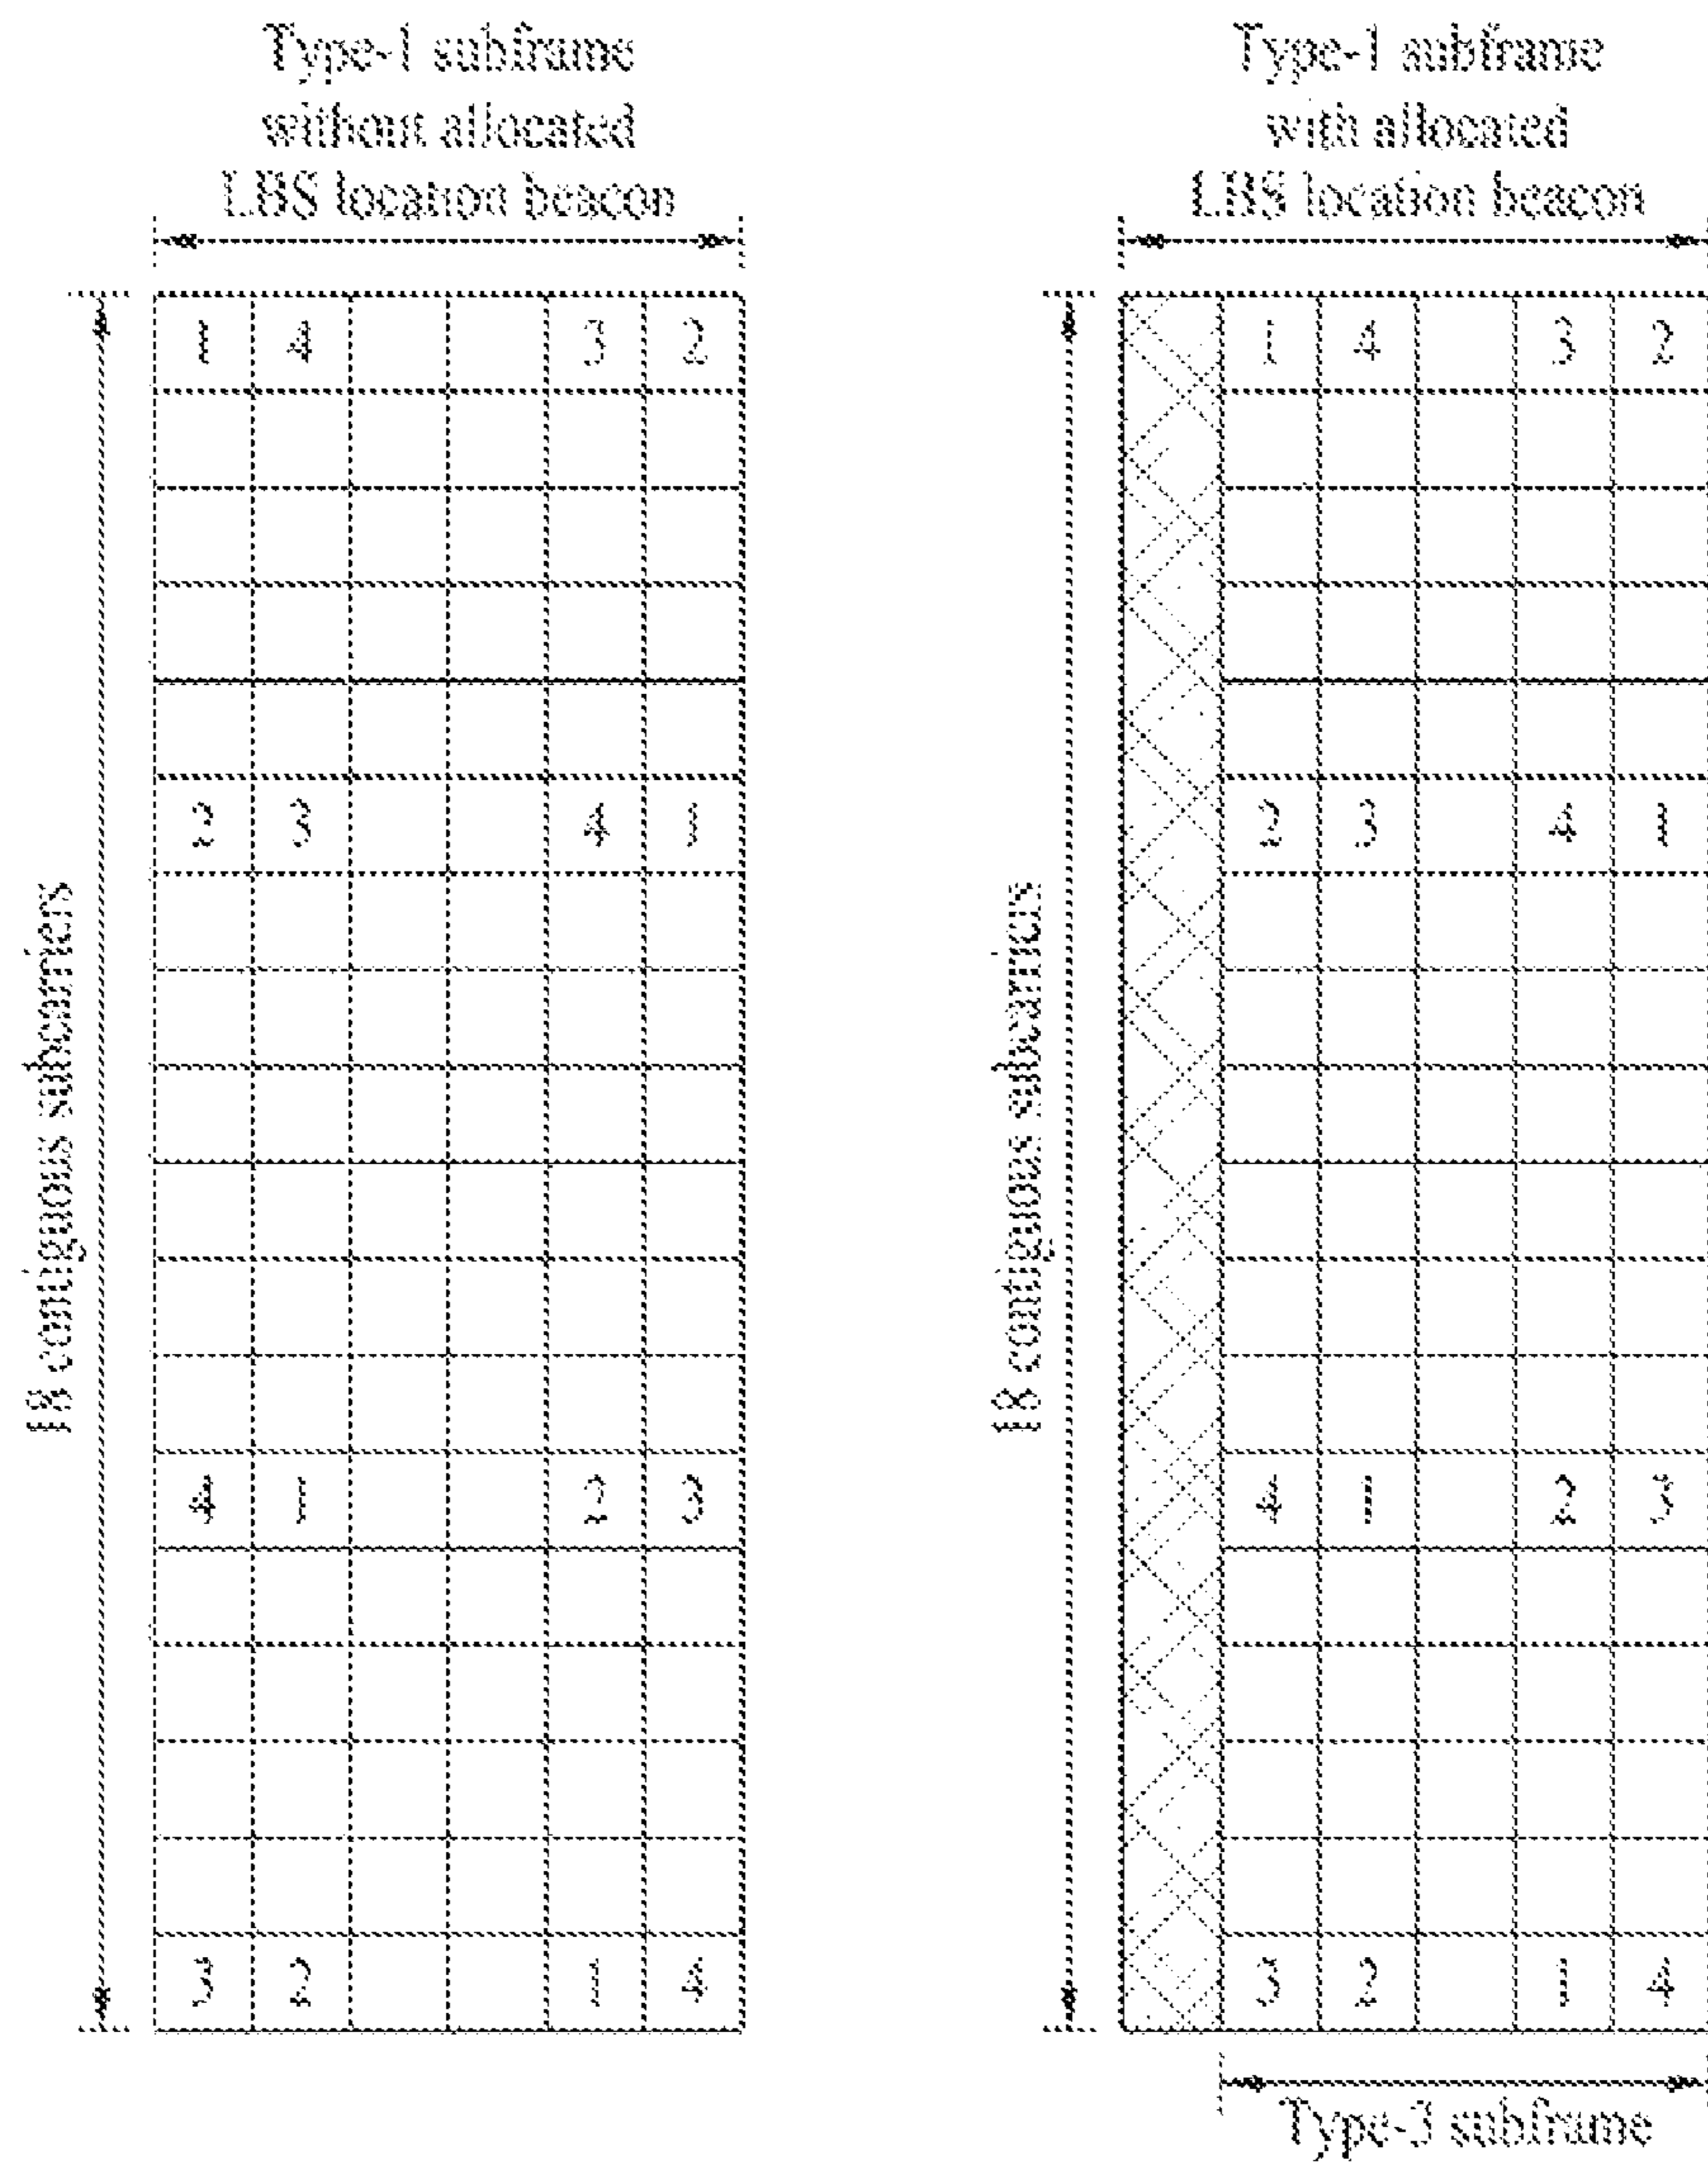 Type-1 subframe
without allocated
LBS location beacon
18 contiguous subcarriers
1 4 3 2
2 3 4 1
4 1 2 3
3 2 1 4
Type-1 subframe
with allocated
LBS location beacon
18 contiguous subcarriers
1 4 3 2
2 3 4 1
4 1 2 3
3 2 1 4
Type-3 subframe